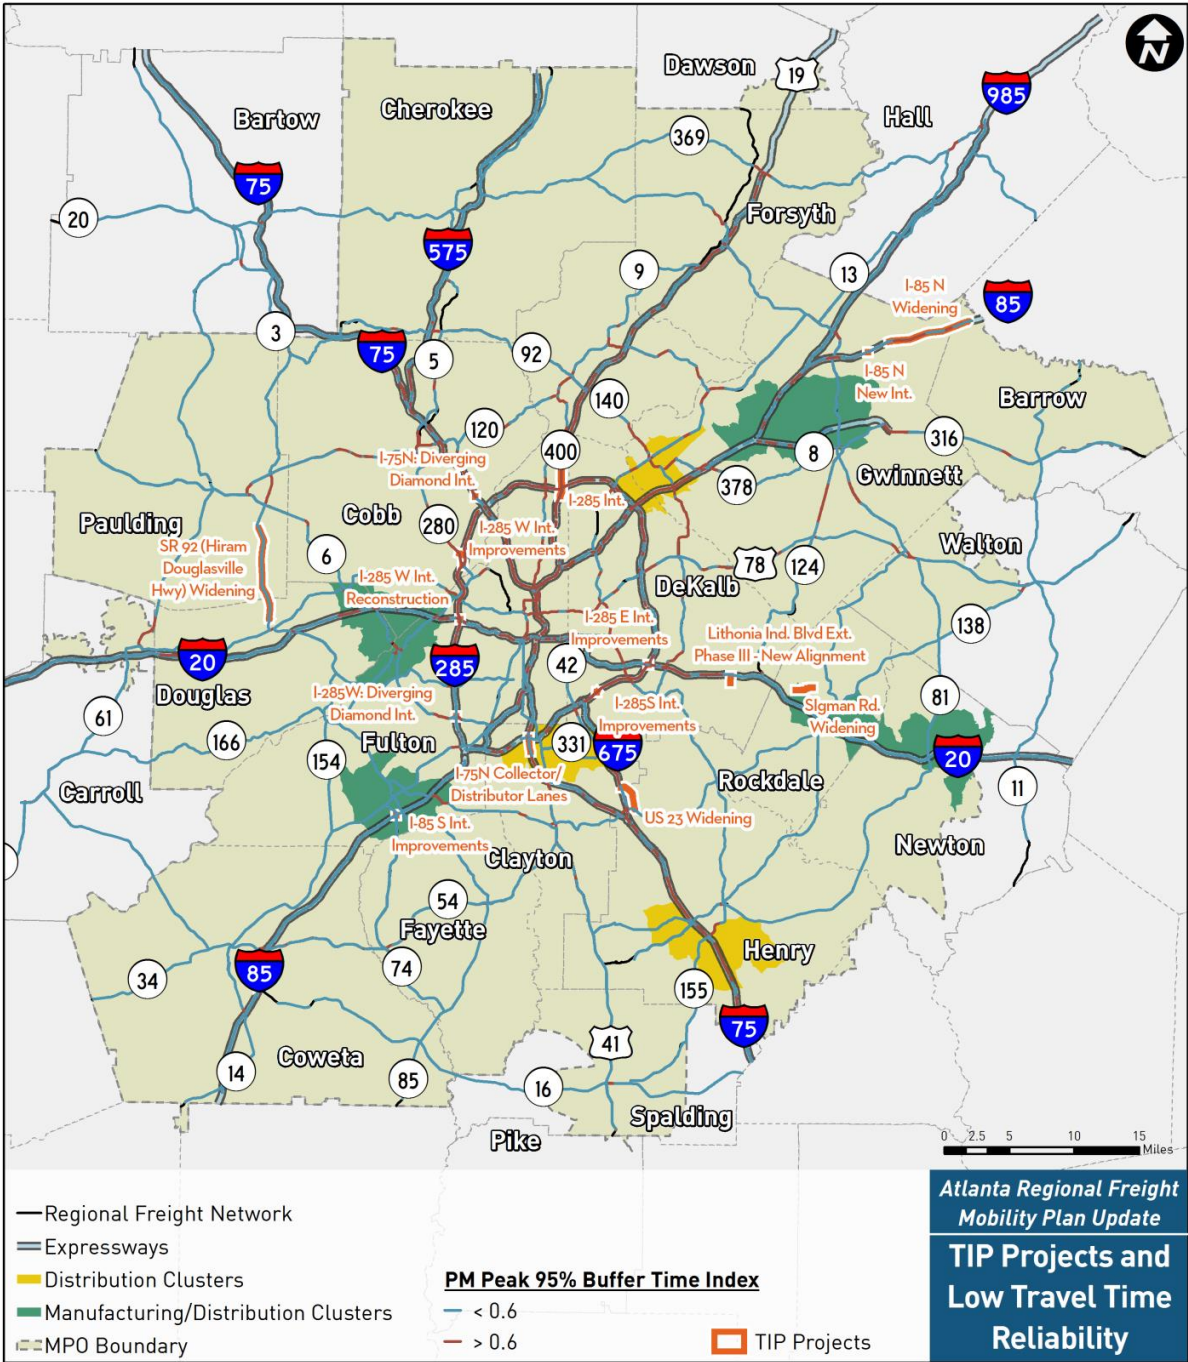 Dawson
19
Hall
985
Bartow
Cherokee
369
75
20
Forsyth
575
9
13
I-85 N
Widening
85
3
75
5
92
I-85 N
New Int.
Barrow
140
120
400
8
316
I-75N: Diverging
Diamond Int.
Gwinnett
378
I-285 Int.
Cobb
280
Paulding
I-285 W Int.
Improvements
SR 92 (Hiram
Douglasville
Hwy) Widening
6
78
124
Walton
DeKalb
I-285 W Int.
Reconstruction
I-285 E Int.
Improvements
Lithonia Ind. Blvd Ext.
Phase III - New Alignment
138
20
285
42
Douglas
I-285W: Diverging
Diamond Int.
I-285S Int.
Improvements
SIgman Rd.
Widening
81
61
166
Fulton
331
675
20
154
I-75N Collector/
Distributor Lanes
Rockdale
Carroll
11
US 23 Widening
I-85 S Int.
Improvements
Clayton
Newton
54
Fayette
Henry
34
85
74
155
75
41
14
Coweta
85
16
Spalding
Pike
0 2.5 5 10 15
Miles
N
Regional Freight Network
Expressways
Distribution Clusters
Manufacturing/Distribution Clusters
MPO Boundary
PM Peak 95% Buffer Time Index
< 0.6
> 0.6
TIP Projects
Atlanta Regional Freight
Mobility Plan Update
TIP Projects and
Low Travel Time
Reliability